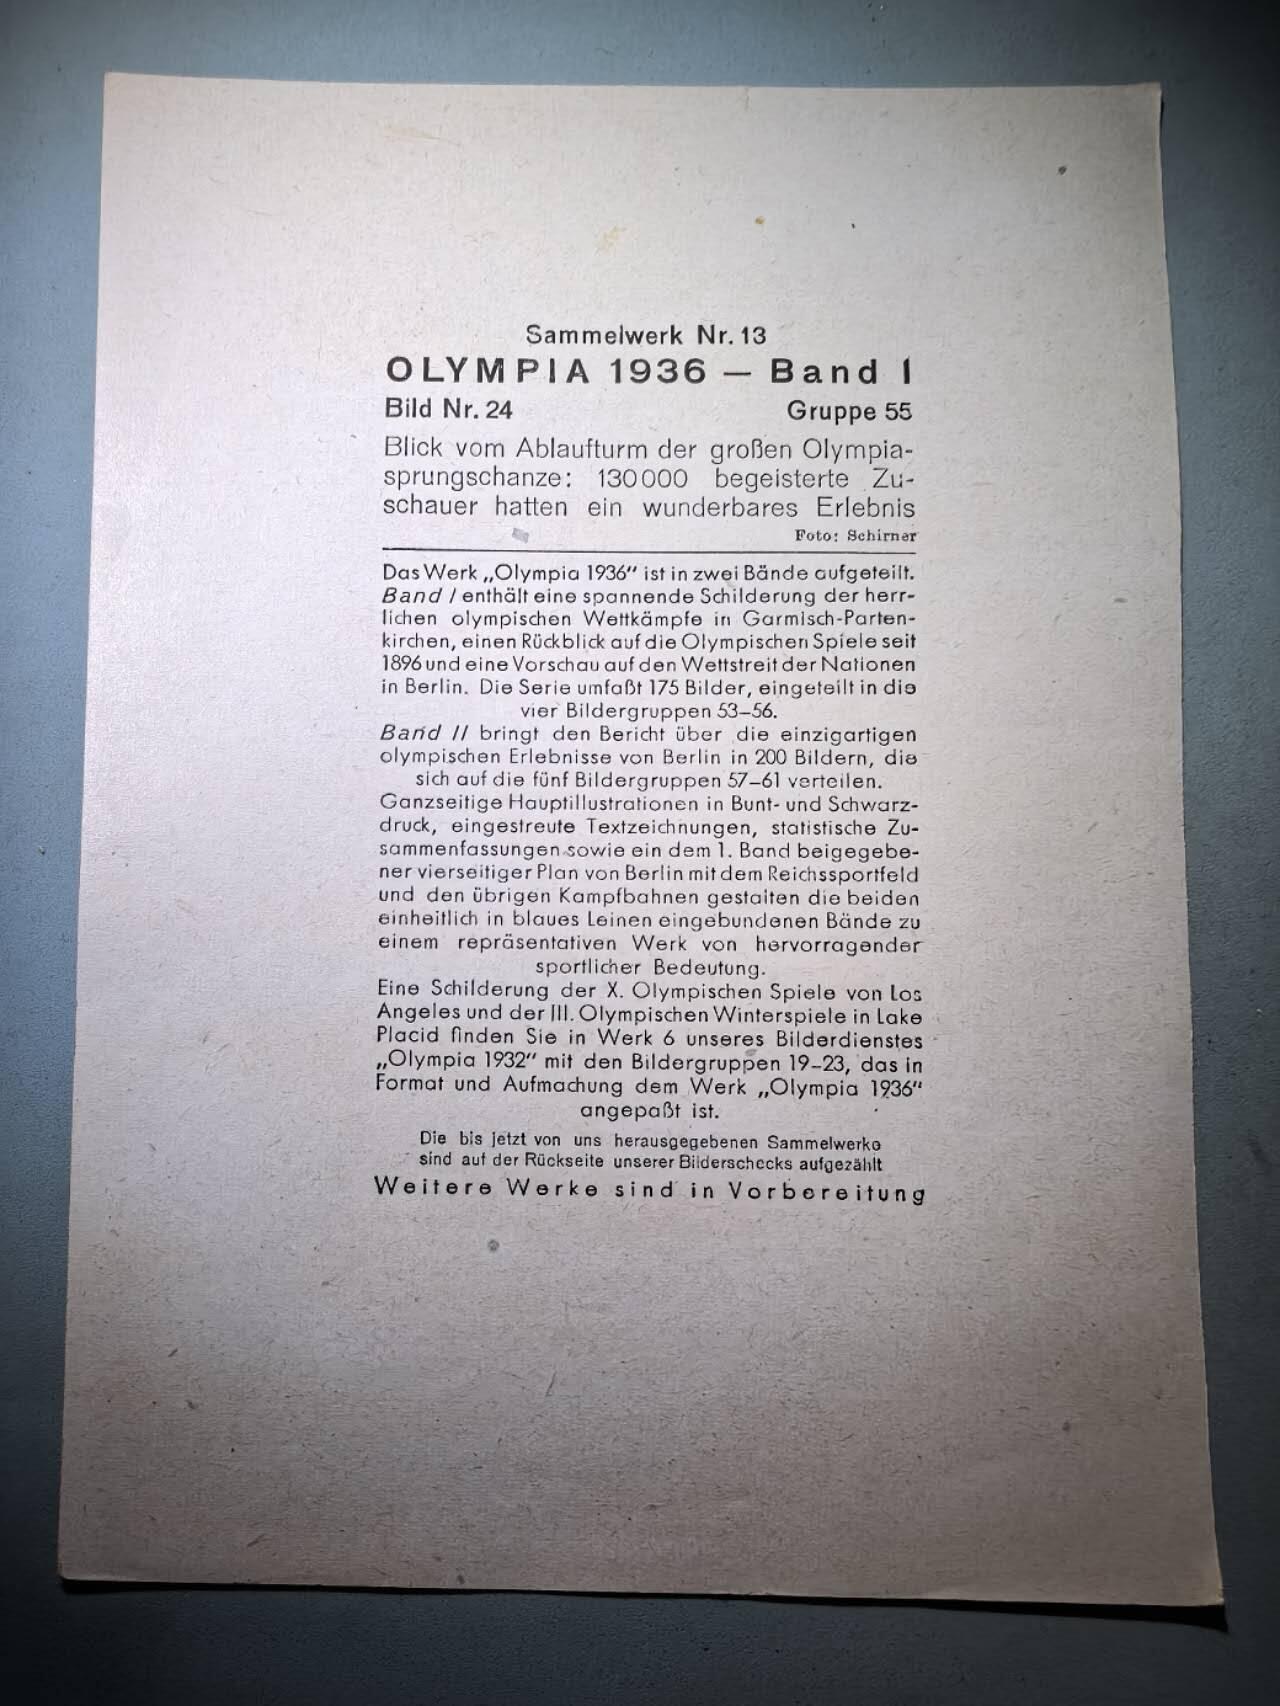 Sammelwerk Nr. 13
OLYMPIA 1936 — Band I
Bild Nr. 24 Gruppe 55
Blick vom Ablaufturm der großen Olympia-
sprungschanze: 130000 begeisterte Zu-
schauer hatten ein wunderbares Erlebnis
Foto: Schirner
Das Werk „Olympia 1936“ ist in zwei Bände aufgeteilt.
Band I enthält eine spannende Schilderung der herr-
lichen olympischen Wettkämpfe in Garmisch-Parten-
kirchen, einen Rückblick auf die Olympischen Spiele seit
1896 und eine Vorschau auf den Wettstreit der Nationen
in Berlin. Die Serie umfaßt 175 Bilder, eingeteilt in die
vier Bildergruppen 53–56.
Band II bringt den Bericht über die einzigartigen
olympischen Erlebnisse von Berlin in 200 Bildern, die
sich auf die fünf Bildergruppen 57–61 verteilen.
Ganzseitige Hauptillustrationen in Bunt- und Schwarz-
druck, eingestreute Textzeichnungen, statistische Zu-
sammenfassungen sowie ein dem 1. Band beigegebe-
ner vierseitiger Plan von Berlin mit dem Reichssportfeld
und den übrigen Kampfbahnen gestalten die beiden
einheitlich in blaues Leinen eingebundenen Bände zu
einem repräsentativen Werk von hervorragender
sportlicher Bedeutung.
Eine Schilderung der X. Olympischen Spiele von Los
Angeles und der III. Olympischen Winterspiele in Lake
Placid finden Sie in Werk 6 unseres Bilderdienstes
„Olympia 1932“ mit den Bildergruppen 19–23, das in
Format und Aufmachung dem Werk „Olympia 1936“
angepaßt ist.
Die bis jetzt von uns herausgegebenen Sammelwerke
sind auf der Rückseite unserer Bilderschecks aufgezählt
Weitere Werke sind in Vorbereitung